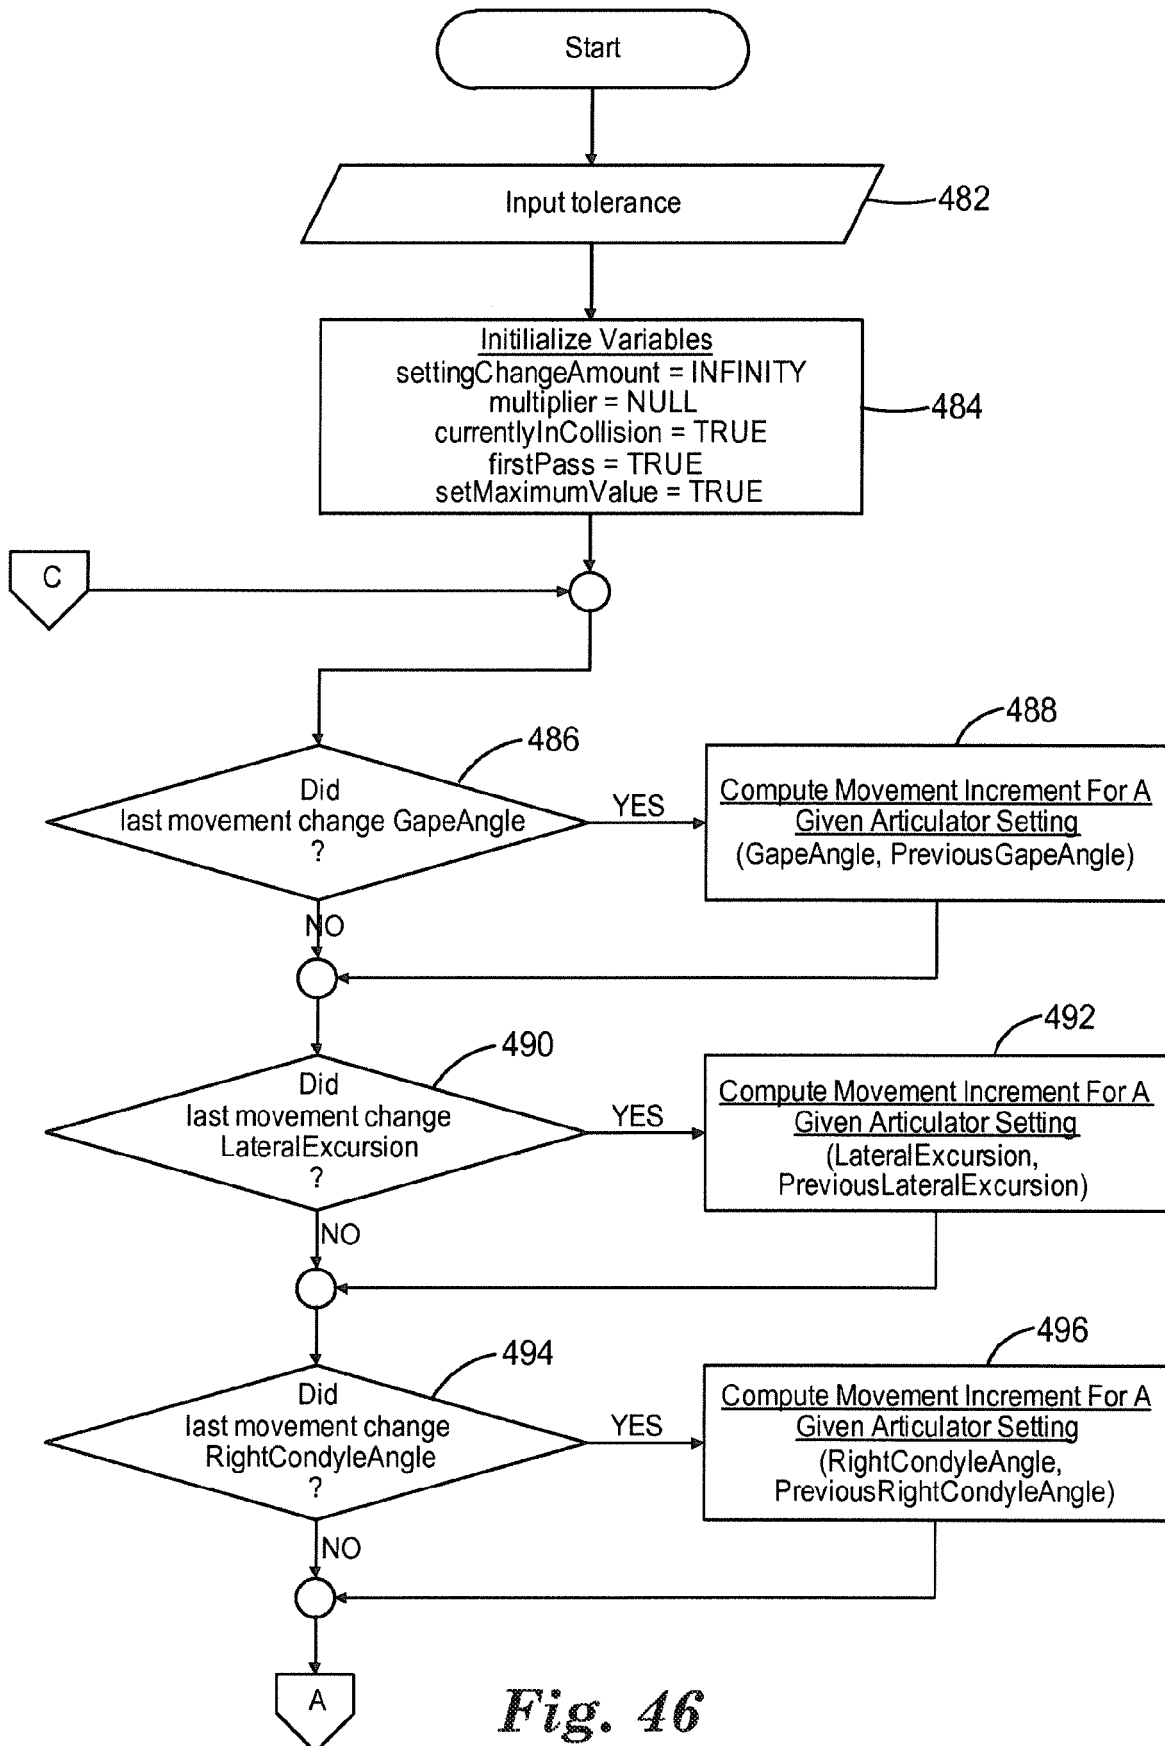 Start
Input tolerance
482
Initilialize Variables
settingChangeAmount = INFINITY
multiplier = NULL
currentlyInCollision = TRUE
firstPass = TRUE
setMaximumValue = TRUE
484
C
486
Did
last movement change GapeAngle
?
YES
488
Compute Movement Increment For A
Given Articulator Setting
(GapeAngle, PreviousGapeAngle)
NO
490
Did
last movement change
LateralExcursion
?
YES
492
Compute Movement Increment For A
Given Articulator Setting
(LateralExcursion,
PreviousLateralExcursion)
NO
494
Did
last movement change
RightCondyleAngle
?
YES
496
Compute Movement Increment For A
Given Articulator Setting
(RightCondyleAngle,
PreviousRightCondyleAngle)
NO
A
Fig. 46